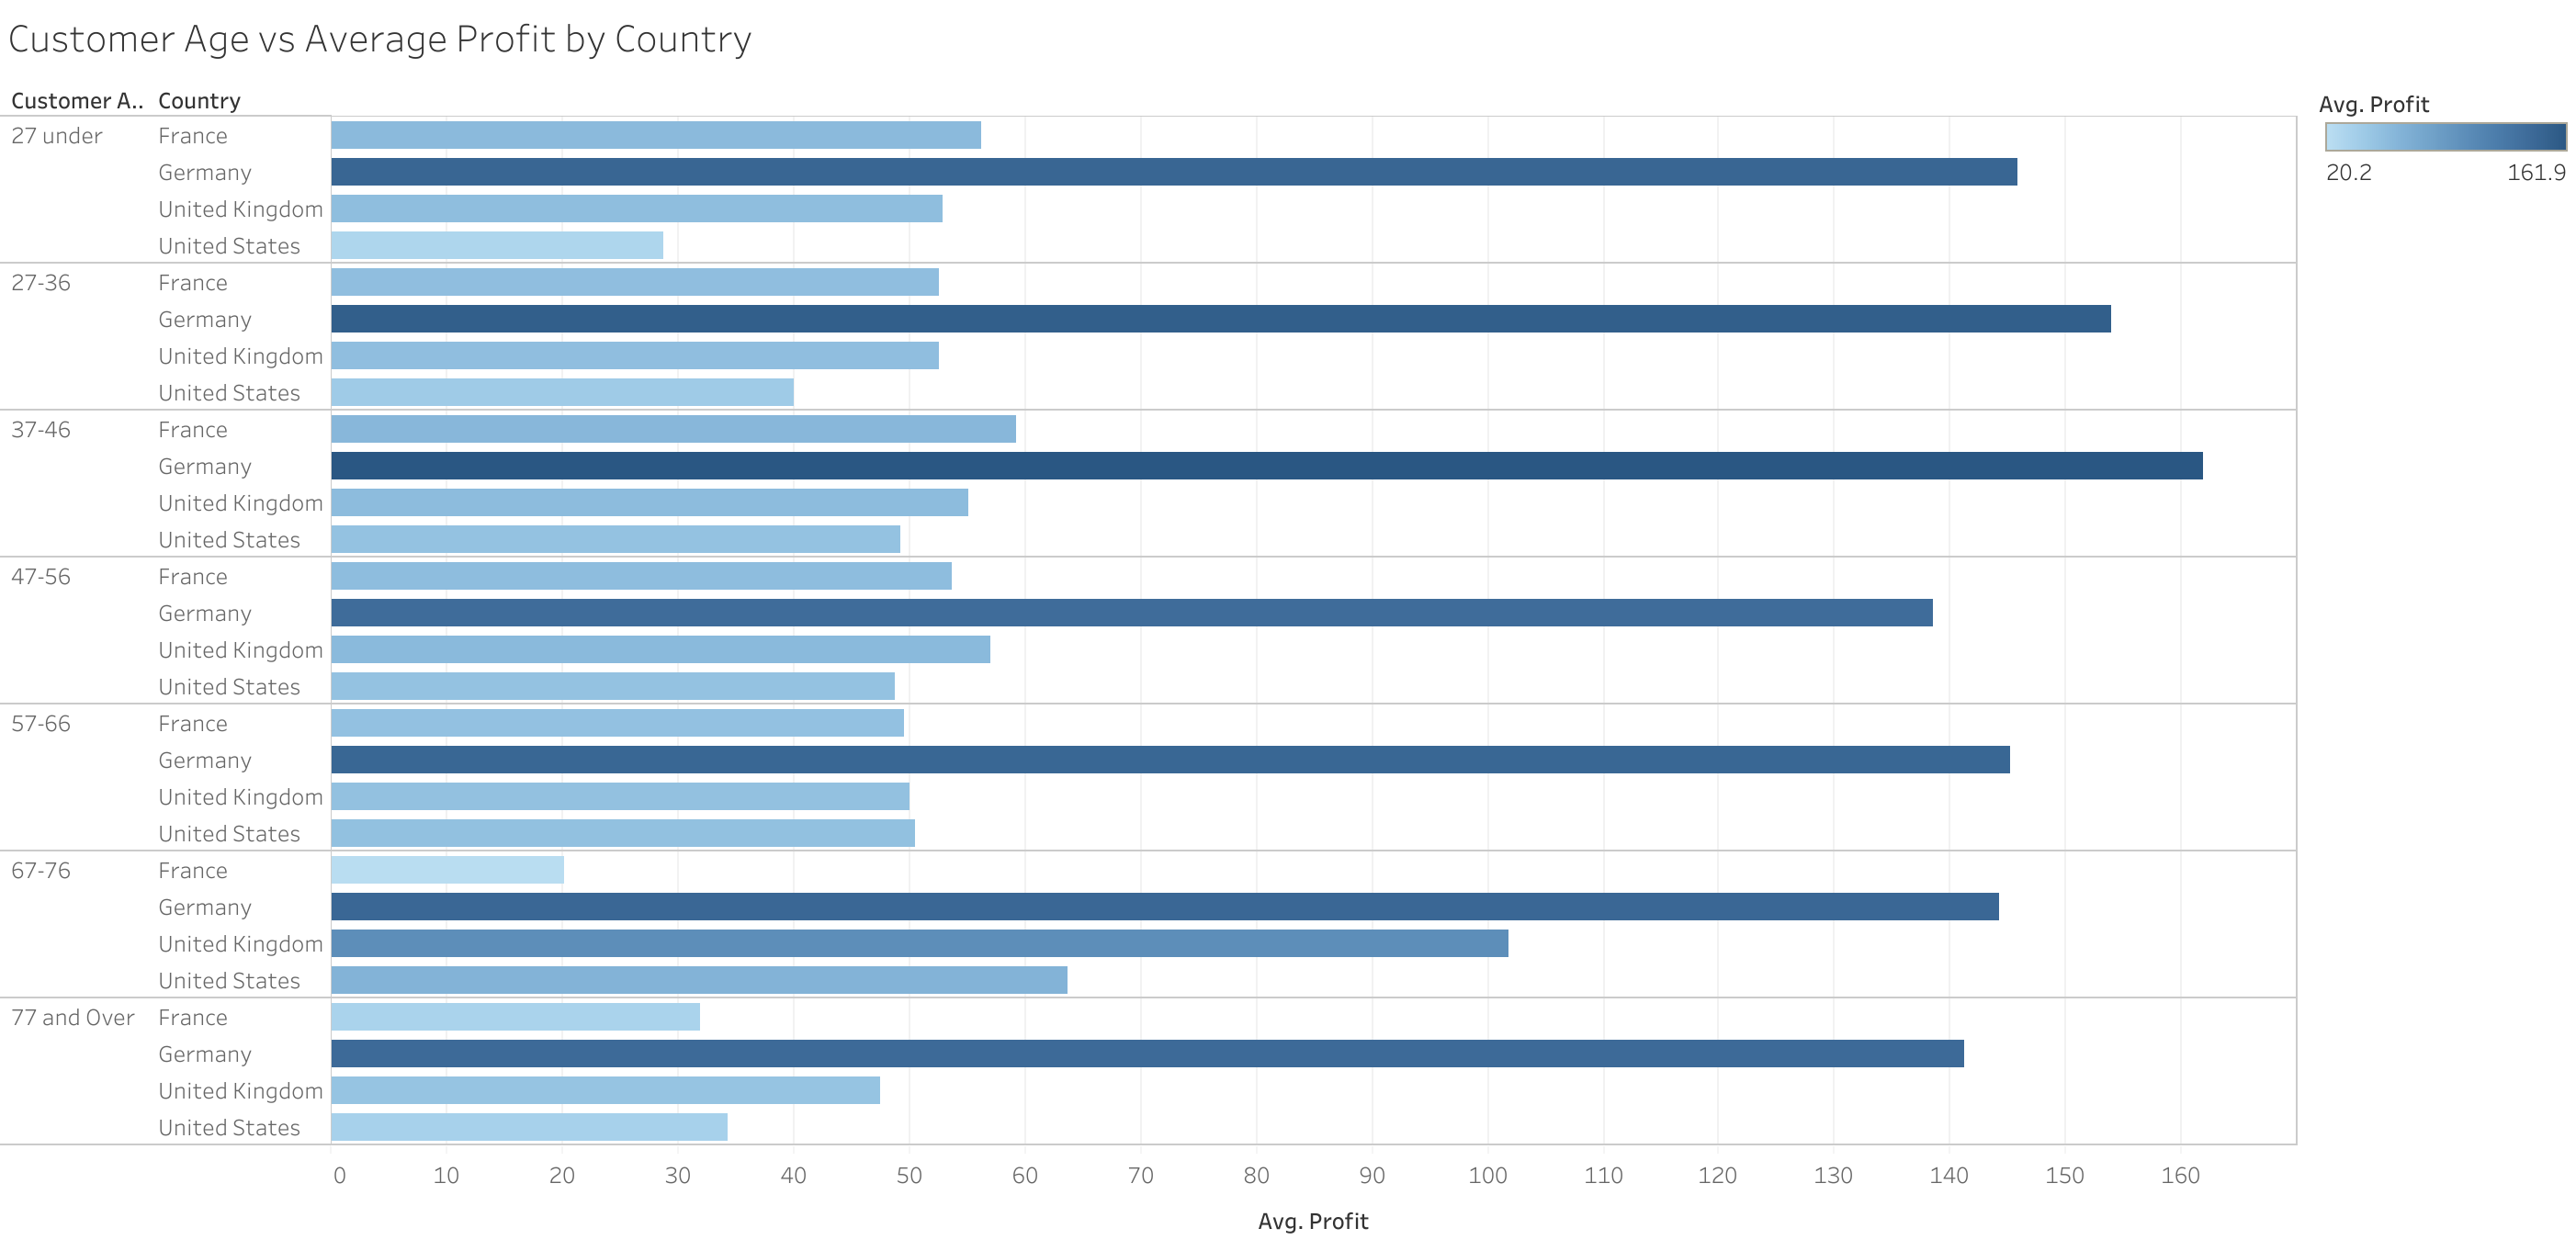 Customer Age vs Average Profit by Country
Customer A.. Country
Avg. Profit
20.2 161.9
27 under France
Germany
United Kingdom
United States
27-36 France
Germany
United Kingdom
United States
37-46 France
Germany
United Kingdom
United States
47-56 France
Germany
United Kingdom
United States
57-66 France
Germany
United Kingdom
United States
67-76 France
Germany
United Kingdom
United States
77 and Over France
Germany
United Kingdom
United States
0 10 20 30 40 50 60 70 80 90 100 110 120 130 140 150 160
Avg. Profit